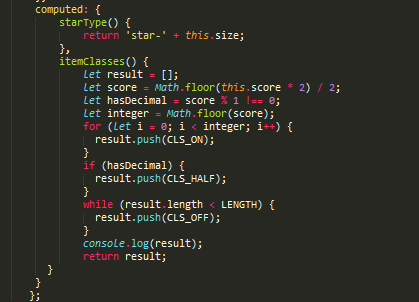 computed: {
starType() {
return 'star-' + this.size;
},
itemClasses() {
let result = [];
let score = Math.floor(this.score * 2) / 2;
let hasDecimal = score % 1 !== 0;
let integer = Math.floor(score);
for (let i = 0; i < integer; i++) {
result.push(CLS_ON);
}
if (hasDecimal) {
result.push(CLS_HALF);
}
while (result.length < LENGTH) {
result.push(CLS_OFF);
}
console.log(result);
return result;
}
}
};